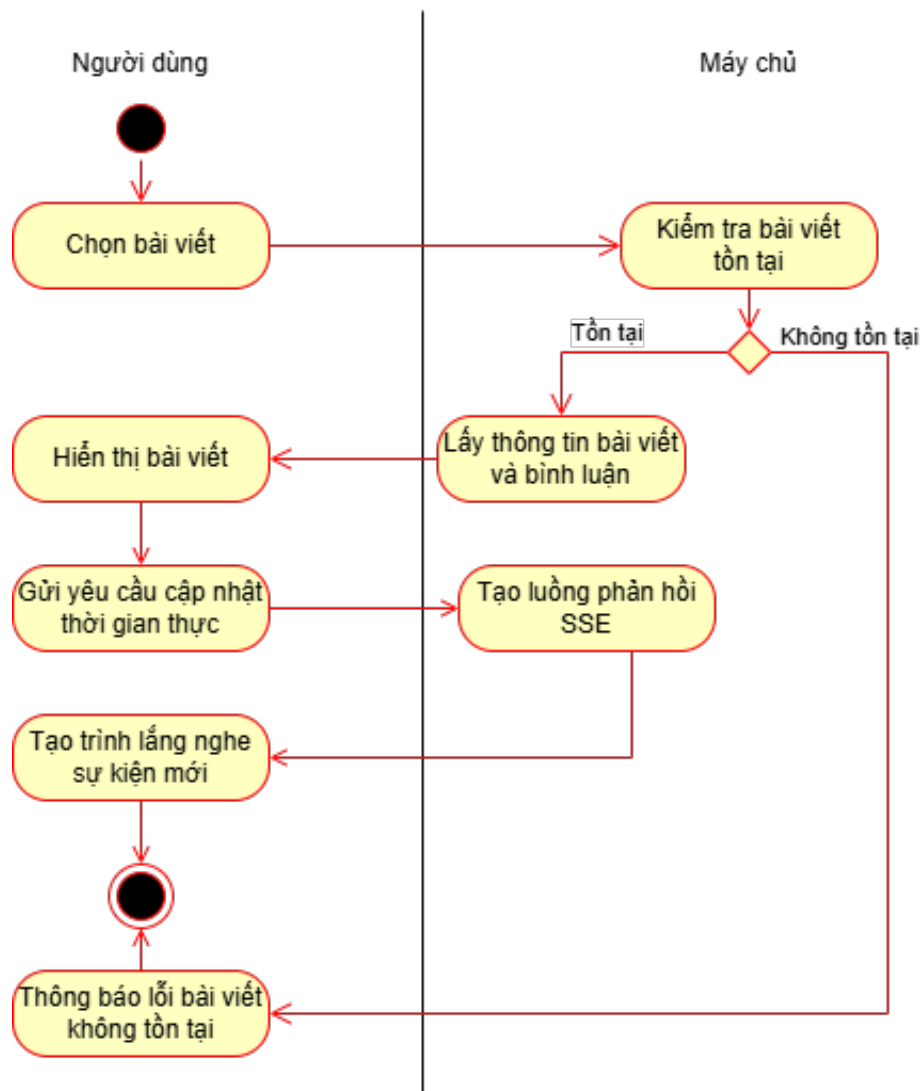 Người dùng
Máy chủ
Chọn bài viết
Kiểm tra bài viết
tồn tại
Tồn tại
Không tồn tại
Hiển thị bài viết
Lấy thông tin bài viết
và bình luận
Gửi yêu cầu cập nhật
thời gian thực
Tạo luồng phản hồi
SSE
Tạo trình lắng nghe
sự kiện mới
Thông báo lỗi bài viết
không tồn tại